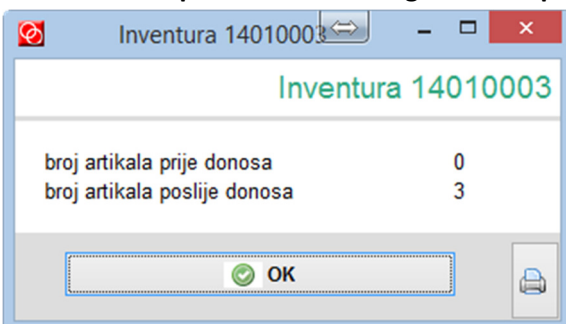 Inventura 14010003
Inventura 14010003
broj artikala prije donosa 0
broj artikala poslije donosa 3
OK